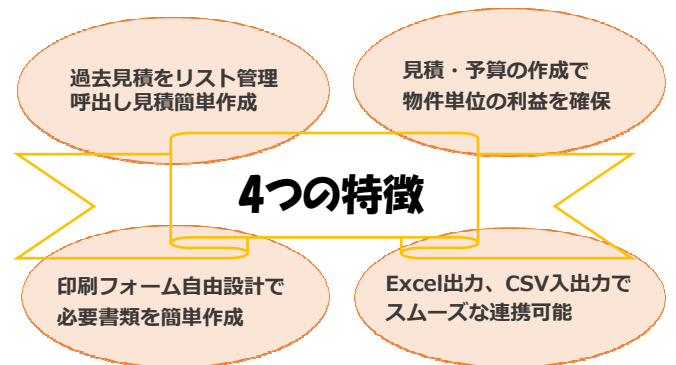 過去見積をリスト管理
呼出し見積簡単作成
見積・予算の作成で
物件単位の利益を確保
4つの特徴
印刷フォーム自由設計で
必要書類を簡単作成
Excel出力、CSV入出力で
スムーズな連携可能